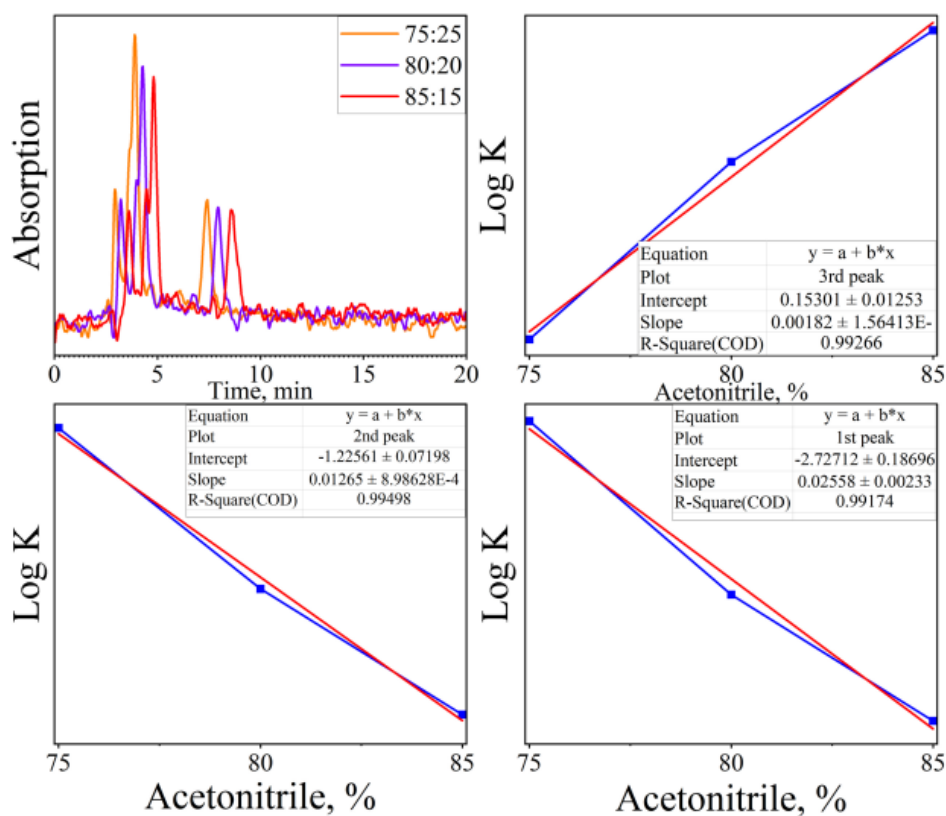 75:25
80:20
85:15
Absorption
0 5 10 15 20
Time, min
Log K
Equation y = a + b*x
Plot 3rd peak
Intercept 0.15301 ± 0.01253
Slope 0.00182 ± 1.56413E-
R-Square(COD) 0.99266
75 80 85
Acetonitrile, %
Equation y = a + b*x
Plot 2nd peak
Intercept -1.22561 ± 0.07198
Slope 0.01265 ± 8.98628E-4
R-Square(COD) 0.99498
Log K
75 80 85
Acetonitrile, %
Equation y = a + b*x
Plot 1st peak
Intercept -2.72712 ± 0.18696
Slope 0.02558 ± 0.00233
R-Square(COD) 0.99174
Log K
75 80 85
Acetonitrile, %